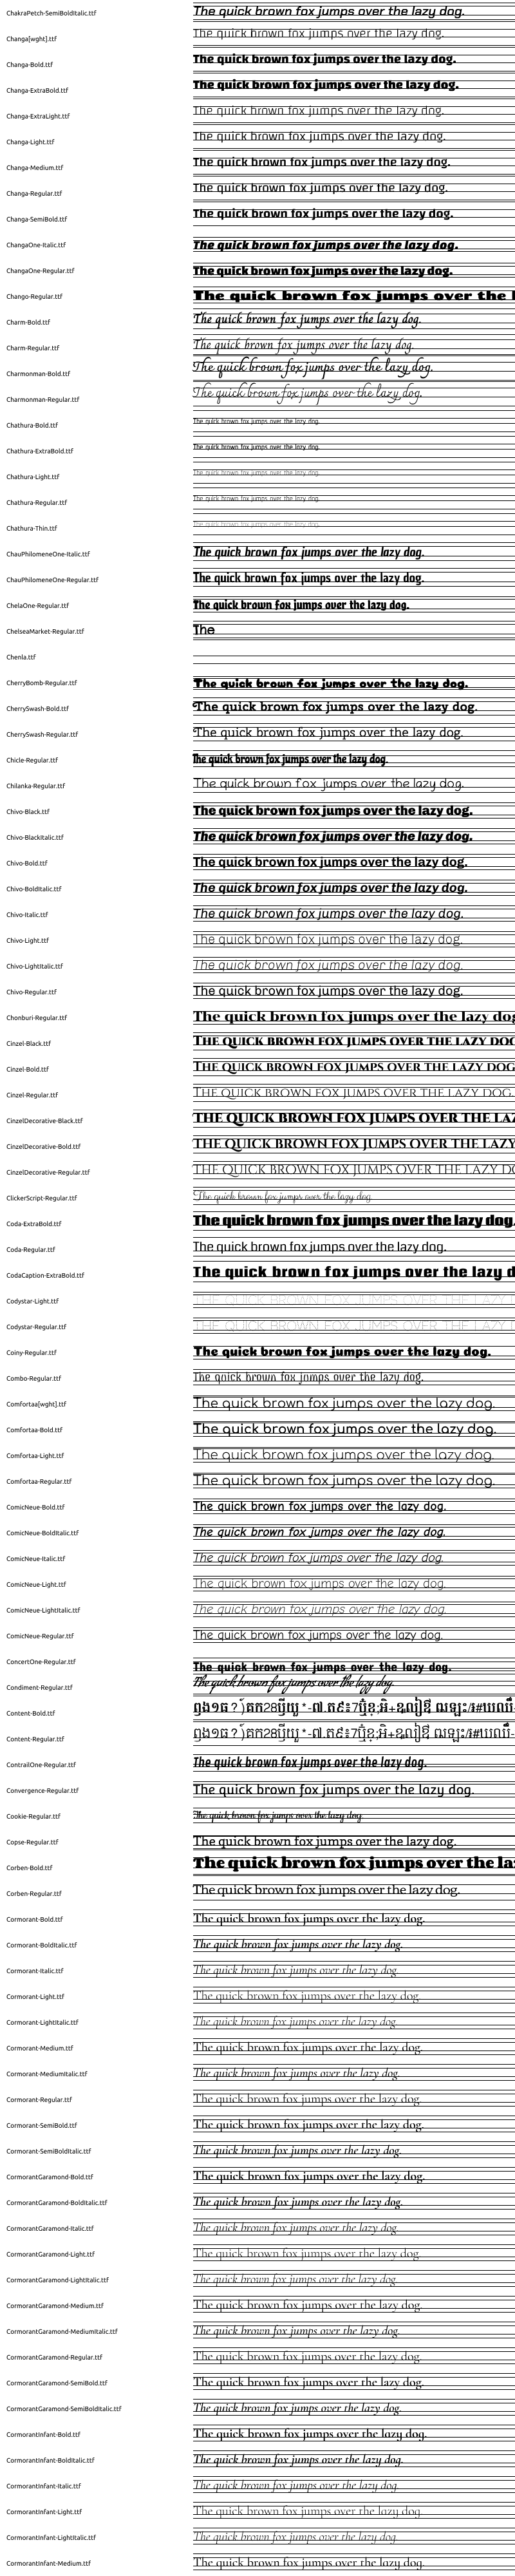 ChakraPetch-SemiBoldItalic.ttf The quick brown fox jumps over the lazy dog.
Changa[wght].ttf The quick brown fox jumps over the lazy dog.
Changa-Bold.ttf The quick brown fox jumps over the lazy dog.
Changa-ExtraBold.ttf The quick brown fox jumps over the lazy dog.
Changa-ExtraLight.ttf The quick brown fox jumps over the lazy dog.
Changa-Light.ttf The quick brown fox jumps over the lazy dog.
Changa-Medium.ttf The quick brown fox jumps over the lazy dog.
Changa-Regular.ttf The quick brown fox jumps over the lazy dog.
Changa-SemiBold.ttf The quick brown fox jumps over the lazy dog.
ChangaOne-Italic.ttf The quick brown fox jumps over the lazy dog.
ChangaOne-Regular.ttf The quick brown fox jumps over the lazy dog.
Chango-Regular.ttf The quick brown fox jumps over the
Charm-Bold.ttf The quick brown fox jumps over the lazy dog.
Charm-Regular.ttf The quick brown fox jumps over the lazy dog.
Charmonman-Bold.ttf The quick brown fox jumps over the lazy dog.
Charmonman-Regular.ttf The quick brown fox jumps over the lazy dog.
Chathura-Bold.ttf The quick brown fox jumps over the lazy dog.
Chathura-ExtraBold.ttf The quick brown fox jumps over the lazy dog.
Chathura-Light.ttf The quick brown fox jumps over the lazy dog.
Chathura-Regular.ttf The quick brown fox jumps over the lazy dog.
Chathura-Thin.ttf The quick brown fox jumps over the lazy dog.
ChauPhilomeneOne-Italic.ttf The quick brown fox jumps over the lazy dog.
ChauPhilomeneOne-Regular.ttf The quick brown fox jumps over the lazy dog.
ChelaOne-Regular.ttf The quick brown fox jumps over the lazy dog.
ChelseaMarket-Regular.ttf The
Chenla.ttf
CherryBomb-Regular.ttf The quick brown fox jumps over the lazy dog.
CherrySwash-Bold.ttf The quick brown fox jumps over the lazy dog.
CherrySwash-Regular.ttf The quick brown fox jumps over the lazy dog.
Chicle-Regular.ttf The quick brown fox jumps over the lazy dog.
Chilanka-Regular.ttf The quick brown fox jumps over the lazy dog.
Chivo-Black.ttf The quick brown fox jumps over the lazy dog.
Chivo-BlackItalic.ttf The quick brown fox jumps over the lazy dog.
Chivo-Bold.ttf The quick brown fox jumps over the lazy dog.
Chivo-BoldItalic.ttf The quick brown fox jumps over the lazy dog.
Chivo-Italic.ttf The quick brown fox jumps over the lazy dog.
Chivo-Light.ttf The quick brown fox jumps over the lazy dog.
Chivo-LightItalic.ttf The quick brown fox jumps over the lazy dog.
Chivo-Regular.ttf The quick brown fox jumps over the lazy dog.
Chonburi-Regular.ttf The quick brown fox jumps over the lazy dog
Cinzel-Black.ttf The quick brown fox jumps over the lazy dog
Cinzel-Bold.ttf The quick brown fox jumps over the lazy dog
Cinzel-Regular.ttf The quick brown fox jumps over the lazy dog.
CinzelDecorative-Black.ttf THE QUICK BROWN FOX JUMPS OVER THE LAZ
CinzelDecorative-Bold.ttf THE QUICK BROWN FOX JUMPS OVER THE LAZY
CinzelDecorative-Regular.ttf THE QUICK BROWN FOX JUMPS OVER THE LAZY DO
ClickerScript-Regular.ttf The quick brown fox jumps over the lazy dog.
Coda-ExtraBold.ttf The quick brown fox jumps over the lazy dog.
Coda-Regular.ttf The quick brown fox jumps over the lazy dog.
CodaCaption-ExtraBold.ttf The quick brown fox jumps over the lazy d
Codystar-Light.ttf THE QUICK BROWN FOX JUMPS OVER THE LAZY
Codystar-Regular.ttf THE QUICK BROWN FOX JUMPS OVER THE LAZY
Coiny-Regular.ttf The quick brown fox jumps over the lazy dog.
Combo-Regular.ttf The quick brown fox jumps over the lazy dog.
Comfortaa[wght].ttf The quick brown fox jumps over the lazy dog.
Comfortaa-Bold.ttf The quick brown fox jumps over the lazy dog.
Comfortaa-Light.ttf The quick brown fox jumps over the lazy dog.
Comfortaa-Regular.ttf The quick brown fox jumps over the lazy dog.
ComicNeue-Bold.ttf The quick brown fox jumps over the lazy dog.
ComicNeue-BoldItalic.ttf The quick brown fox jumps over the lazy dog.
ComicNeue-Italic.ttf The quick brown fox jumps over the lazy dog.
ComicNeue-Light.ttf The quick brown fox jumps over the lazy dog.
ComicNeue-LightItalic.ttf The quick brown fox jumps over the lazy dog.
ComicNeue-Regular.ttf The quick brown fox jumps over the lazy dog.
ConcertOne-Regular.ttf The quick brown fox jumps over the lazy dog.
Condiment-Regular.ttf The quick brown fox jumps over the lazy dog.
Content-Bold.ttf
Content-Regular.ttf
ContrailOne-Regular.ttf The quick brown fox jumps over the lazy dog.
Convergence-Regular.ttf The quick brown fox jumps over the lazy dog.
Cookie-Regular.ttf The quick brown fox jumps over the lazy dog.
Copse-Regular.ttf The quick brown fox jumps over the lazy dog.
Corben-Bold.ttf The quick brown fox jumps over the la
Corben-Regular.ttf The quick brown fox jumps over the lazy dog.
Cormorant-Bold.ttf The quick brown fox jumps over the lazy dog.
Cormorant-BoldItalic.ttf The quick brown fox jumps over the lazy dog.
Cormorant-Italic.ttf The quick brown fox jumps over the lazy dog.
Cormorant-Light.ttf The quick brown fox jumps over the lazy dog.
Cormorant-LightItalic.ttf The quick brown fox jumps over the lazy dog.
Cormorant-Medium.ttf The quick brown fox jumps over the lazy dog.
Cormorant-MediumItalic.ttf The quick brown fox jumps over the lazy dog.
Cormorant-Regular.ttf The quick brown fox jumps over the lazy dog.
Cormorant-SemiBold.ttf The quick brown fox jumps over the lazy dog.
Cormorant-SemiBoldItalic.ttf The quick brown fox jumps over the lazy dog.
CormorantGaramond-Bold.ttf The quick brown fox jumps over the lazy dog.
CormorantGaramond-BoldItalic.ttf The quick brown fox jumps over the lazy dog.
CormorantGaramond-Italic.ttf The quick brown fox jumps over the lazy dog.
CormorantGaramond-Light.ttf The quick brown fox jumps over the lazy dog.
CormorantGaramond-LightItalic.ttf The quick brown fox jumps over the lazy dog.
CormorantGaramond-Medium.ttf The quick brown fox jumps over the lazy dog.
CormorantGaramond-MediumItalic.ttf The quick brown fox jumps over the lazy dog.
CormorantGaramond-Regular.ttf The quick brown fox jumps over the lazy dog.
CormorantGaramond-SemiBold.ttf The quick brown fox jumps over the lazy dog.
CormorantGaramond-SemiBoldItalic.ttf The quick brown fox jumps over the lazy dog.
CormorantInfant-Bold.ttf The quick brown fox jumps over the lazy dog.
CormorantInfant-BoldItalic.ttf The quick brown fox jumps over the lazy dog.
CormorantInfant-Italic.ttf The quick brown fox jumps over the lazy dog.
CormorantInfant-Light.ttf The quick brown fox jumps over the lazy dog.
CormorantInfant-LightItalic.ttf The quick brown fox jumps over the lazy dog.
CormorantInfant-Medium.ttf The quick brown fox jumps over the lazy dog.